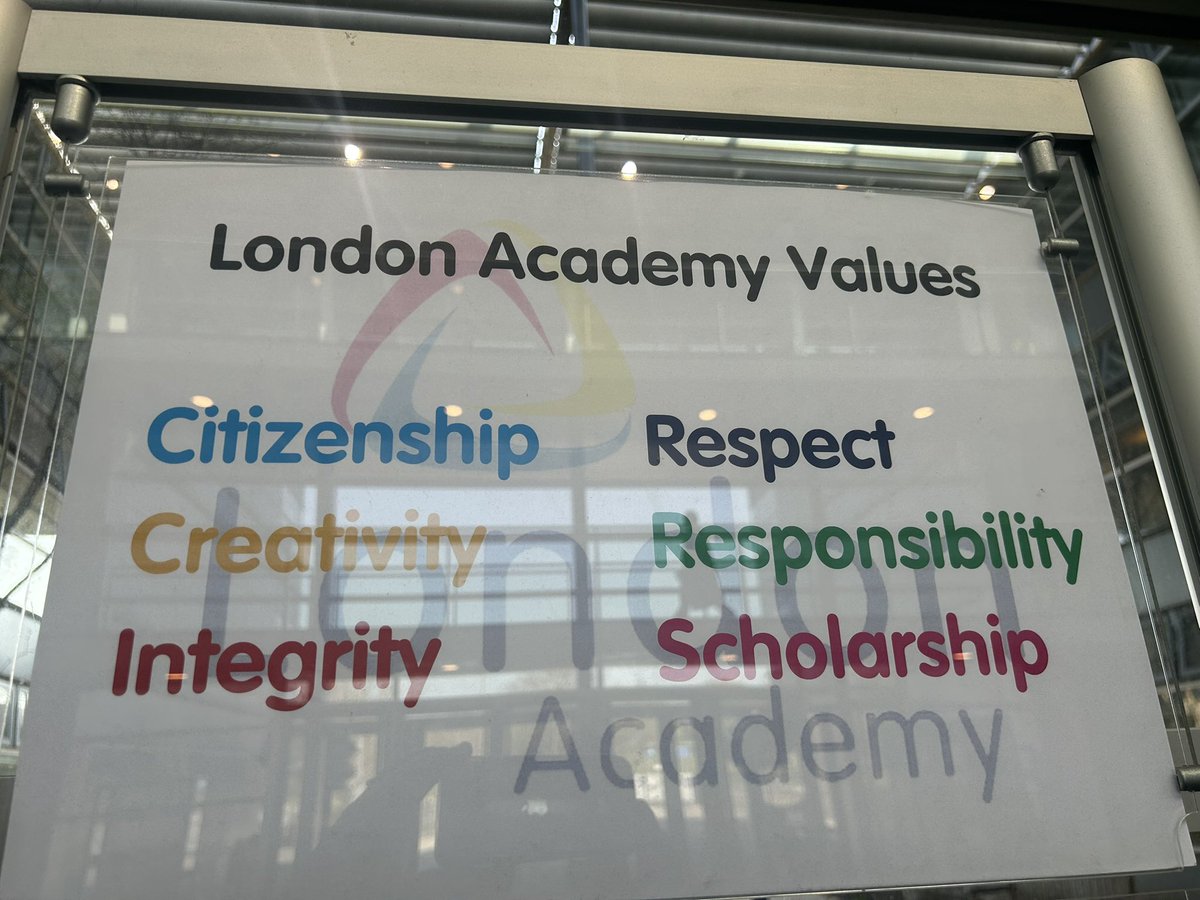 London Academy Values
Citizenship Respect
Creativity Responsibility
Integrity Scholarship
London
Academy